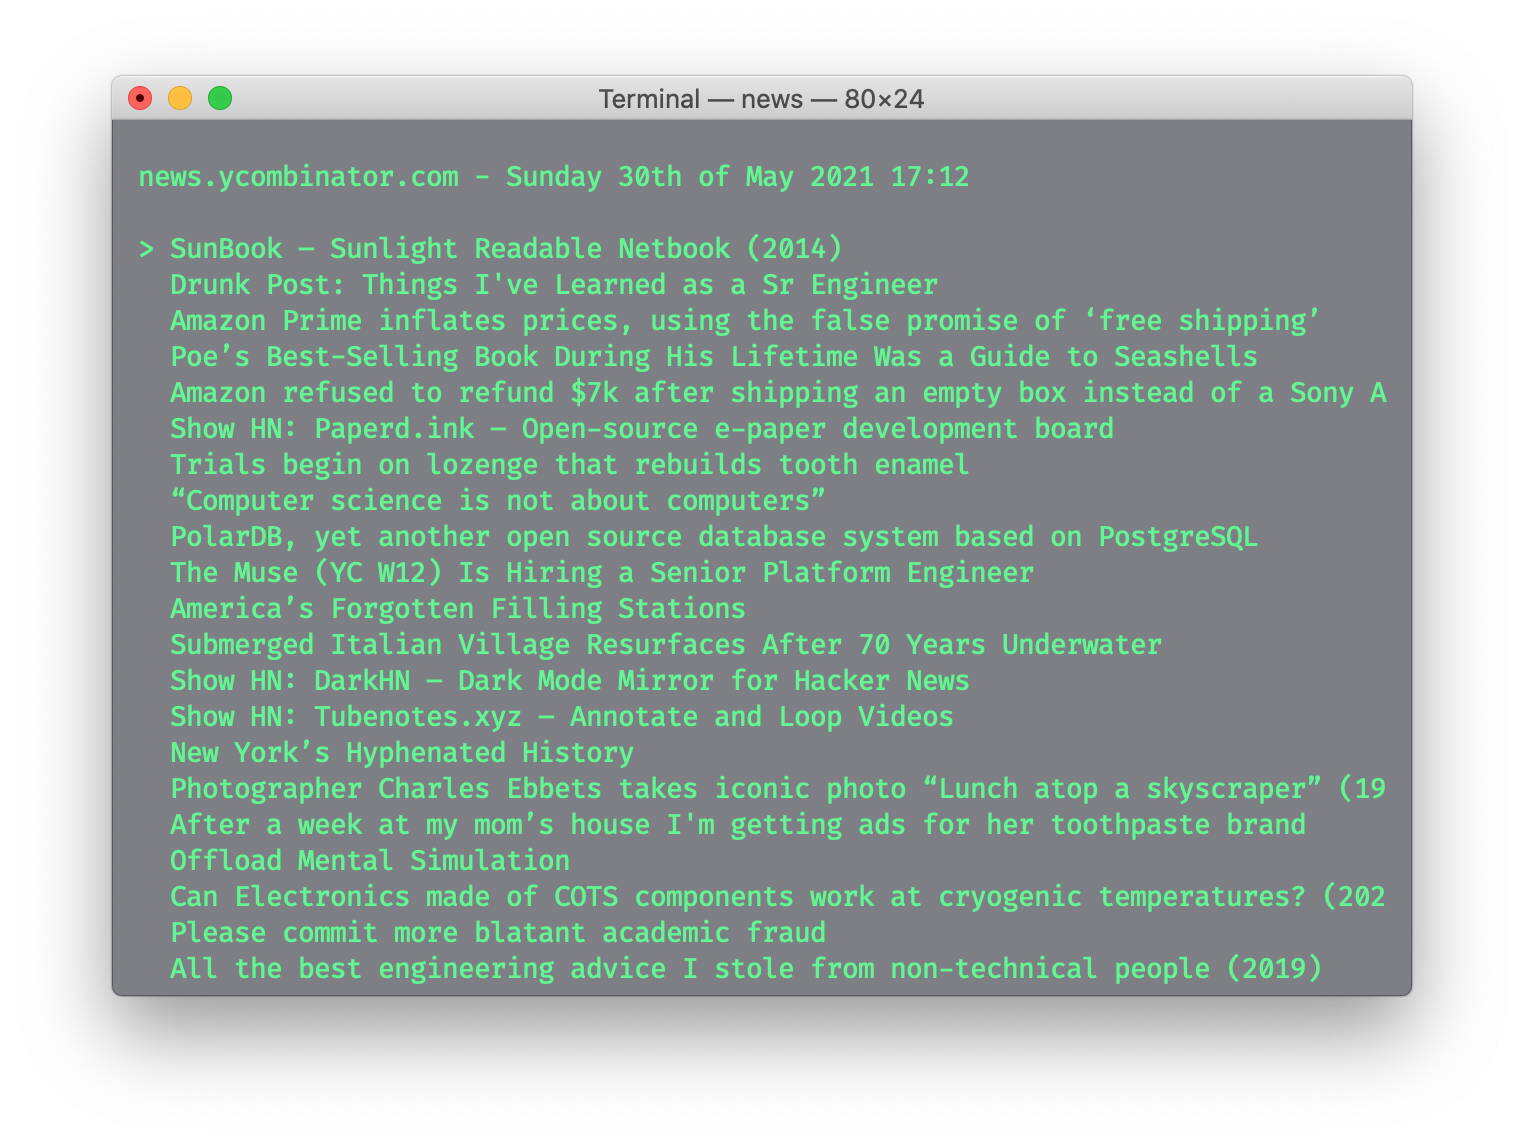 Terminal — news — 80×24
news.ycombinator.com - Sunday 30th of May 2021 17:12
> SunBook – Sunlight Readable Netbook (2014)
Drunk Post: Things I've Learned as a Sr Engineer
Amazon Prime inflates prices, using the false promise of ‘free shipping’
Poe’s Best-Selling Book During His Lifetime Was a Guide to Seashells
Amazon refused to refund $7k after shipping an empty box instead of a Sony A
Show HN: Paperd.ink – Open-source e-paper development board
Trials begin on lozenge that rebuilds tooth enamel
“Computer science is not about computers”
PolarDB, yet another open source database system based on PostgreSQL
The Muse (YC W12) Is Hiring a Senior Platform Engineer
America’s Forgotten Filling Stations
Submerged Italian Village Resurfaces After 70 Years Underwater
Show HN: DarkHN – Dark Mode Mirror for Hacker News
Show HN: Tubenotes.xyz – Annotate and Loop Videos
New York’s Hyphenated History
Photographer Charles Ebbets takes iconic photo “Lunch atop a skyscraper” (19
After a week at my mom’s house I'm getting ads for her toothpaste brand
Offload Mental Simulation
Can Electronics made of COTS components work at cryogenic temperatures? (202
Please commit more blatant academic fraud
All the best engineering advice I stole from non-technical people (2019)